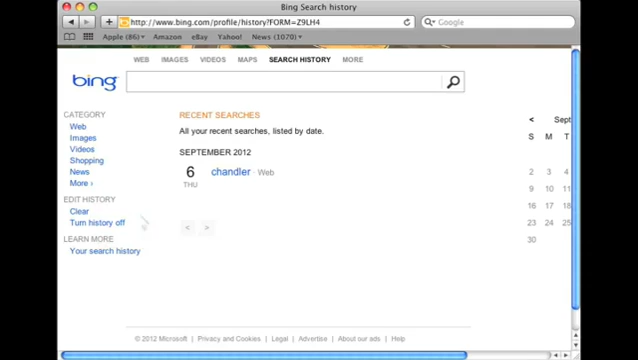 Bing Search history
http://www.bing.com/profile/history?FORM=Z9LH4
Google
Apple (86) Amazon eBay Yahoo! News (1070)
WEB IMAGES VIDEOS MAPS SEARCH HISTORY MORE
bing
CATEGORY
Web
Images
Videos
Shopping
News
More ›
EDIT HISTORY
Clear
Turn history off
LEARN MORE
Your search history
RECENT SEARCHES
All your recent searches, listed by date.
SEPTEMBER 2012
6 chandler · Web
THU
< >
< Sept
S M T
2 3 4
9 10 11
16 17 18
23 24 25
30
© 2012 Microsoft | Privacy and Cookies | Legal | Advertise | About our ads | Help